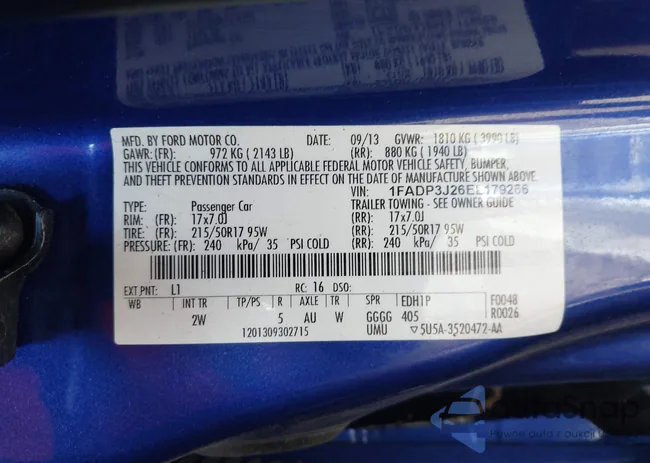 MFD. BY FORD MOTOR CO. DATE: 09/13 GVWR: 1810 KG ( 3990 LB)
GAWR: (FR): 972 KG ( 2143 LB) (RR): 880 KG ( 1940 LB)
THIS VEHICLE CONFORMS TO ALL APPLICABLE FEDERAL MOTOR VEHICLE SAFETY, BUMPER,
AND THEFT PREVENTION STANDARDS IN EFFECT ON THE DATE OF MANUFACTURE SHOWN ABOVE.
VIN: 1FADP3J26EL179266
TYPE: Passenger Car TRAILER TOWING - SEE OWNER GUIDE
RIM: (FR): 17x7.0J (RR): 17x7.0J
TIRE: (FR): 215/50R17 95W (RR): 215/50R17 95W
PRESSURE: (FR): 240 kPa/ 35 PSI COLD (RR): 240 kPa/ 35 PSI COLD
EXT PNT: L1 RC: 16 DSO:
WB INT TR TP/PS R AXLE TR SPR EDH1P F0048
2W 5 AU W GGGG 405 R0026
1201309302715 UMU ▽5U5A-3520472-AA
autaSnap
Pewne auta z aukcji